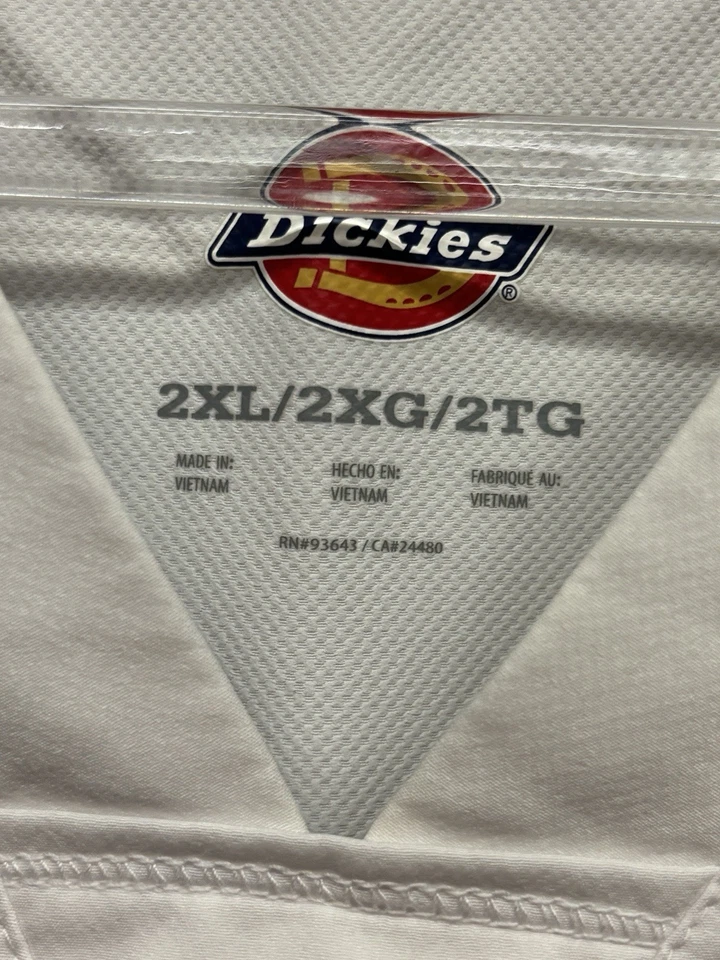 Dickies
®
2XL/2XG/2TG
MADE IN:
VIETNAM
HECHO EN:
VIETNAM
FABRIQUÉ AU:
VIETNAM
RN#93643 / CA#24480